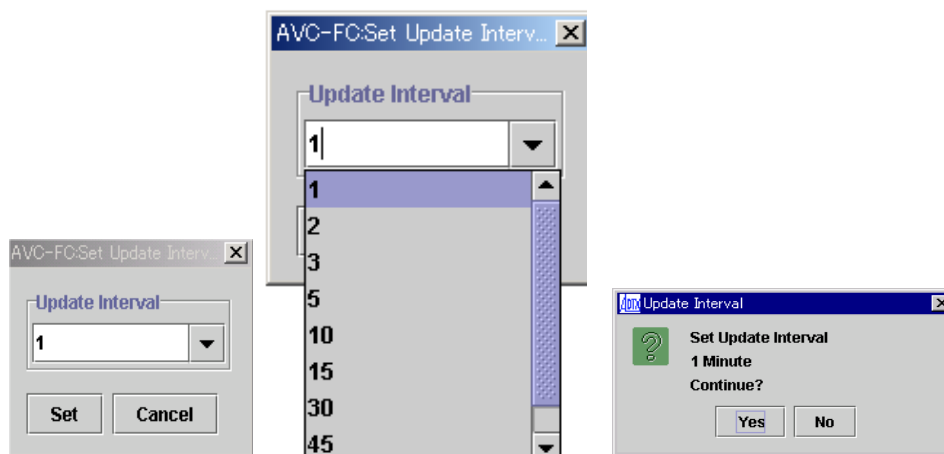 AVC-FC:Set Update Interv...
Update Interval
1
Set
Cancel
AVC-FC:Set Update Interv...
Update Interval
1
1
2
3
5
10
15
30
45
Update Interval
Set Update Interval
1 Minute
Continue?
Yes
No